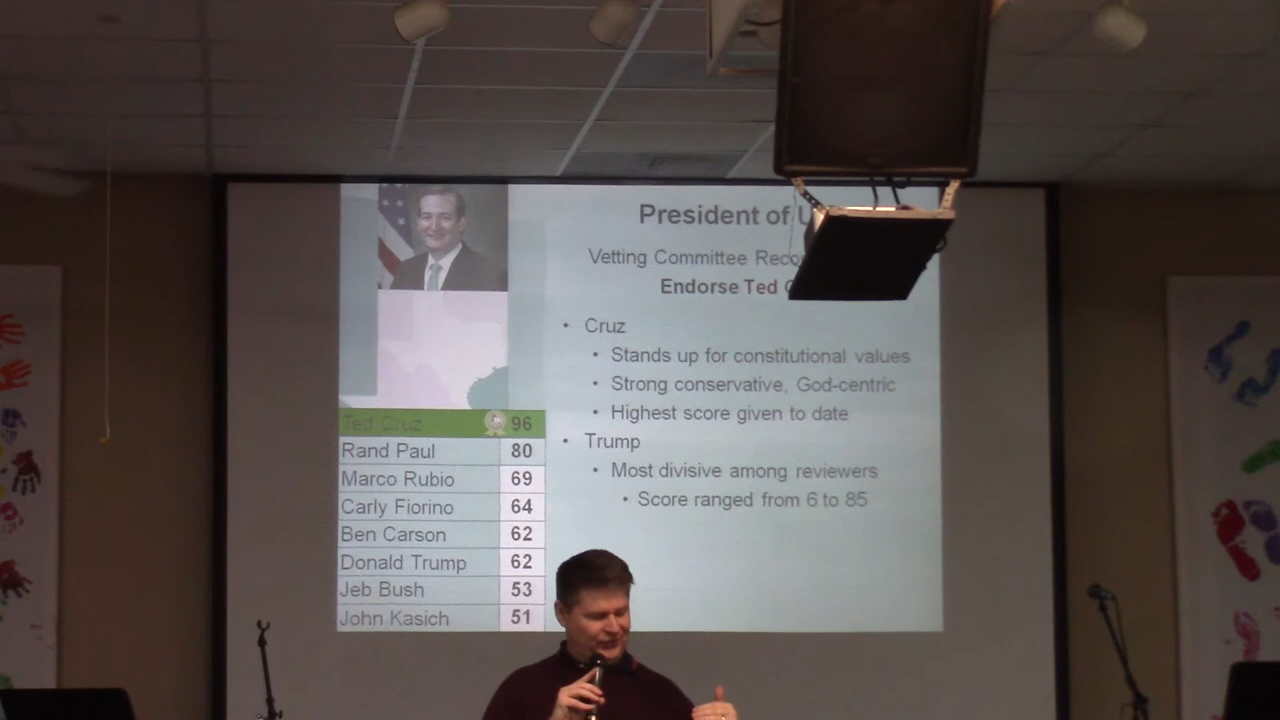 President of U
Vetting Committee Reco
Endorse Ted
• Cruz
• Stands up for constitutional values
• Strong conservative, God-centric
• Highest score given to date
• Trump
• Most divisive among reviewers
• Score ranged from 6 to 85
Ted Cruz 96
Rand Paul 80
Marco Rubio 69
Carly Fiorino 64
Ben Carson 62
Donald Trump 62
Jeb Bush 53
John Kasich 51